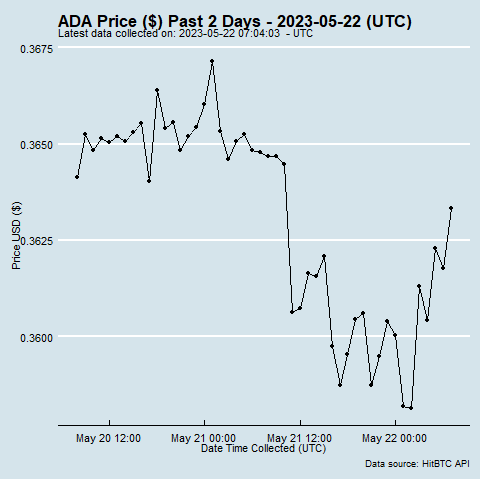 ADA Price ($) Past 2 Days - 2023-05-22 (UTC)
Latest data collected on: 2023-05-22 07:04:03 - UTC
0.3675
0.3650
0.3625
0.3600
Price USD ($)
May 20 12:00 May 21 00:00 May 21 12:00 May 22 00:00
Date Time Collected (UTC)
Data source: HitBTC API